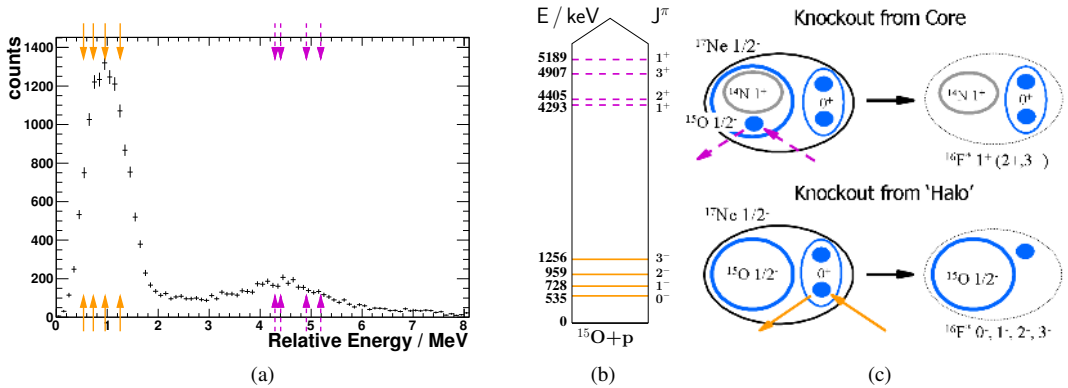 counts
1400
1200
1000
800
600
400
200
0
0 1 2 3 4 5 6 7 8
Relative Energy / MeV
(a)
E / keV J^π
5189 1⁺
4907 3⁺
4405 2⁺
4293 1⁺
1256 3⁻
959 2⁻
728 1⁻
535 0⁻
0
¹⁵O+p
(b)
Knockout from Core
¹⁷Ne 1/2⁻
¹⁴N 1⁺
0⁺
¹⁵O 1/2⁻
¹⁴N 1⁺
0⁺
¹⁶F* 1⁺ (2+,3
Knockout from ‘Halo’
¹⁷Ne 1/2⁻
¹⁵O 1/2⁻
0⁺
¹⁵O 1/2⁻
¹⁶F* 0⁻, 1⁻, 2⁻, 3⁻
(c)